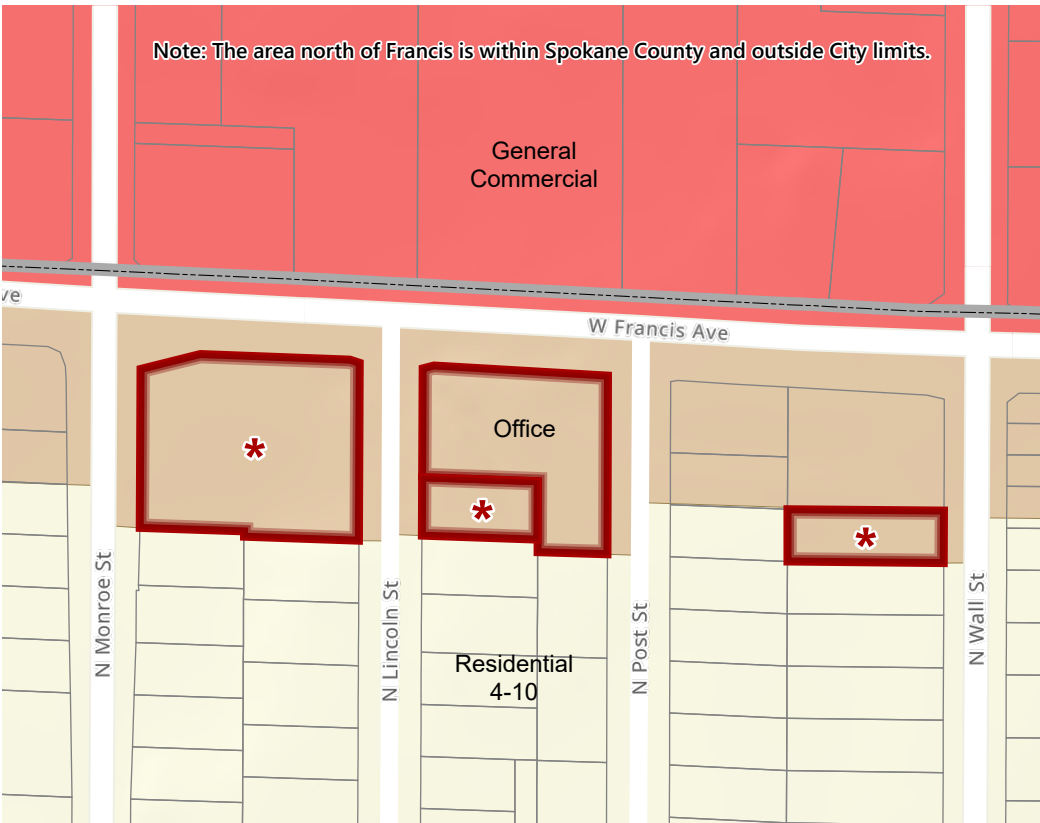 Note: The area north of Francis is within Spokane County and outside City limits.
General
Commercial
ve
W Francis Ave
*
Office
*
*
N Monroe St
N Lincoln St
N Post St
N Wall St
Residential
4-10